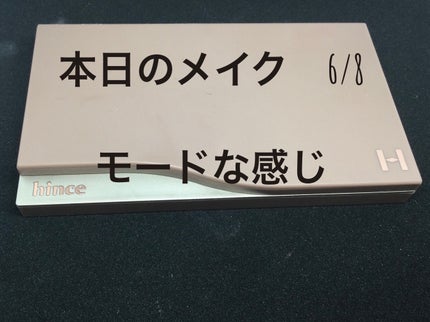 本日のメイク 6/8
モードな感じ
hince
H